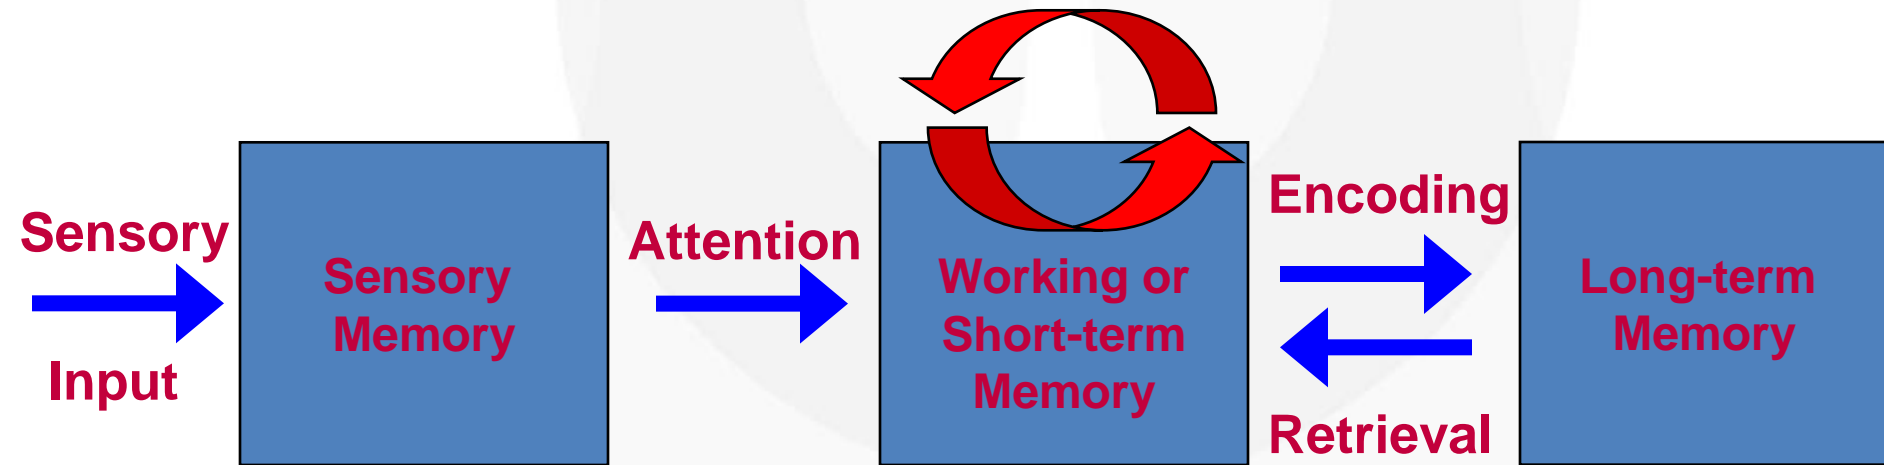 Sensory
Input
Sensory
Memory
Attention
Working or
Short-term
Memory
Encoding
Retrieval
Long-term
Memory